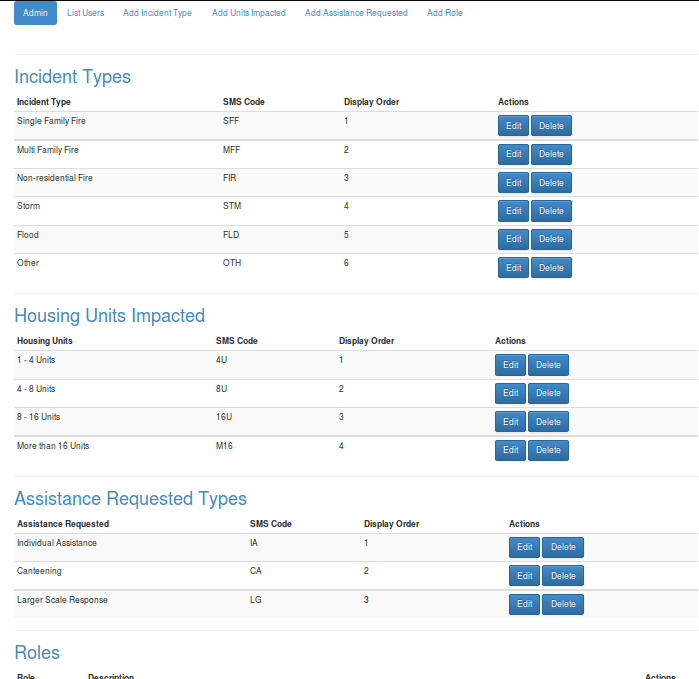 Admin List Users Add Incident Type Add Units Impacted Add Assistance Requested Add Role
Incident Types
Incident Type SMS Code Display Order Actions
Single Family Fire SFF 1 Edit Delete
Multi Family Fire MFF 2 Edit Delete
Non-residential Fire FIR 3 Edit Delete
Storm STM 4 Edit Delete
Flood FLD 5 Edit Delete
Other OTH 6 Edit Delete
Housing Units Impacted
Housing Units SMS Code Display Order Actions
1 - 4 Units 4U 1 Edit Delete
4 - 8 Units 8U 2 Edit Delete
8 - 16 Units 16U 3 Edit Delete
More than 16 Units M16 4 Edit Delete
Assistance Requested Types
Assistance Requested SMS Code Display Order Actions
Individual Assistance IA 1 Edit Delete
Canteening CA 2 Edit Delete
Larger Scale Response LG 3 Edit Delete
Roles
Role Description Actions